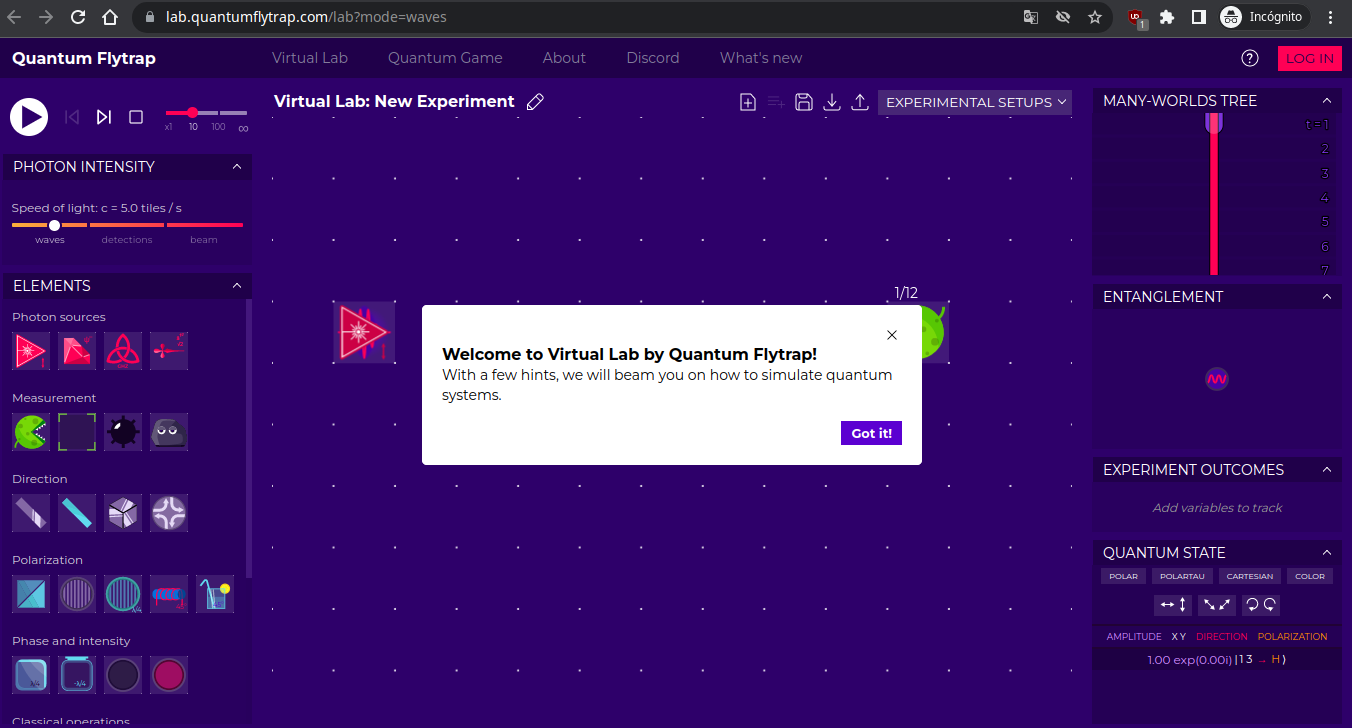 lab.quantumflytrap.com/lab?mode=waves
1
Incógnito
Quantum Flytrap
Virtual Lab
Quantum Game
About
Discord
What's new
LOG IN
Virtual Lab: New Experiment
EXPERIMENTAL SETUPS
x1 10 100 ∞
PHOTON INTENSITY
Speed of light: c = 5.0 tiles / s
waves detections beam
ELEMENTS
Photon sources
Measurement
Direction
Polarization
Phase and intensity
Classical operations
1/12
Welcome to Virtual Lab by Quantum Flytrap!
With a few hints, we will beam you on how to simulate quantum
systems.
Got it!
MANY-WORLDS TREE
t = 1
2
3
4
5
6
7
ENTANGLEMENT
EXPERIMENT OUTCOMES
Add variables to track
QUANTUM STATE
POLAR POLARTAU CARTESIAN COLOR
AMPLITUDE X Y DIRECTION POLARIZATION
1.00 exp(0.00i) |1 3 → H⟩